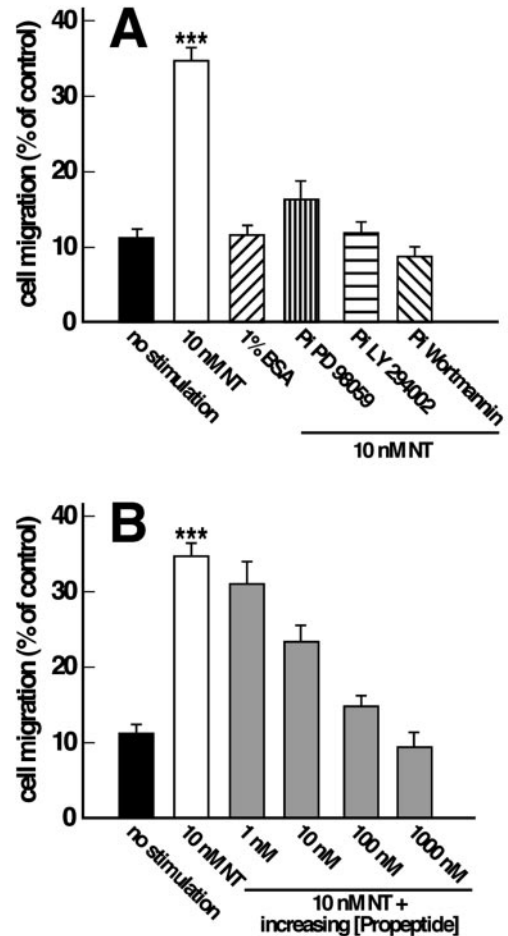 A
cell migration (% of control)
40
30
20
10
0
***
no stimulation
10 nM NT
1% BSA
Pi PD 98059
Pi LY 294002
Pi Wortmannin
10 nM NT
B
cell migration (% of control)
40
30
20
10
0
***
no stimulation
10 nM NT
1 nM
10 nM
100 nM
1000 nM
10 nM NT +
increasing [Propeptide]